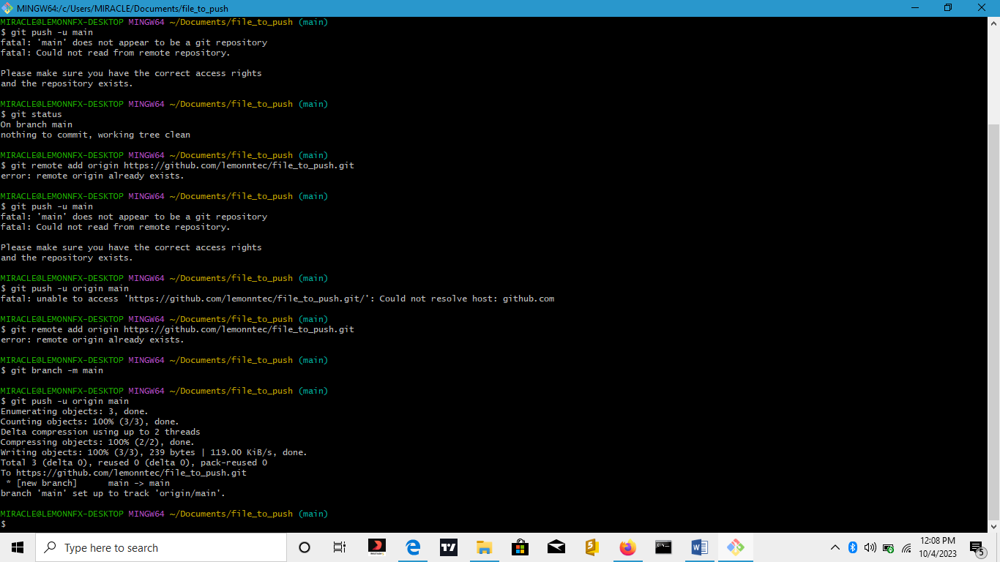 MINGW64:/c/Users/MIRACLE/Documents/file_to_push
MIRACLE@LEMONNFX-DESKTOP MINGW64 ~/Documents/file_to_push (main)
$ git push -u main
fatal: 'main' does not appear to be a git repository
fatal: Could not read from remote repository.
Please make sure you have the correct access rights
and the repository exists.
MIRACLE@LEMONNFX-DESKTOP MINGW64 ~/Documents/file_to_push (main)
$ git status
On branch main
nothing to commit, working tree clean
MIRACLE@LEMONNFX-DESKTOP MINGW64 ~/Documents/file_to_push (main)
$ git remote add origin https://github.com/lemonntec/file_to_push.git
error: remote origin already exists.
MIRACLE@LEMONNFX-DESKTOP MINGW64 ~/Documents/file_to_push (main)
$ git push -u main
fatal: 'main' does not appear to be a git repository
fatal: Could not read from remote repository.
Please make sure you have the correct access rights
and the repository exists.
MIRACLE@LEMONNFX-DESKTOP MINGW64 ~/Documents/file_to_push (main)
$ git push -u origin main
fatal: unable to access 'https://github.com/lemonntec/file_to_push.git/': Could not resolve host: github.com
MIRACLE@LEMONNFX-DESKTOP MINGW64 ~/Documents/file_to_push (main)
$ git remote add origin https://github.com/lemonntec/file_to_push.git
error: remote origin already exists.
MIRACLE@LEMONNFX-DESKTOP MINGW64 ~/Documents/file_to_push (main)
$ git branch -m main
MIRACLE@LEMONNFX-DESKTOP MINGW64 ~/Documents/file_to_push (main)
$ git push -u origin main
Enumerating objects: 3, done.
Counting objects: 100% (3/3), done.
Delta compression using up to 2 threads
Compressing objects: 100% (2/2), done.
Writing objects: 100% (3/3), 239 bytes | 119.00 KiB/s, done.
Total 3 (delta 0), reused 0 (delta 0), pack-reused 0
To https://github.com/lemonntec/file_to_push.git
 * [new branch]      main -> main
branch 'main' set up to track 'origin/main'.
MIRACLE@LEMONNFX-DESKTOP MINGW64 ~/Documents/file_to_push (main)
$
Type here to search
12:08 PM
10/4/2023
5